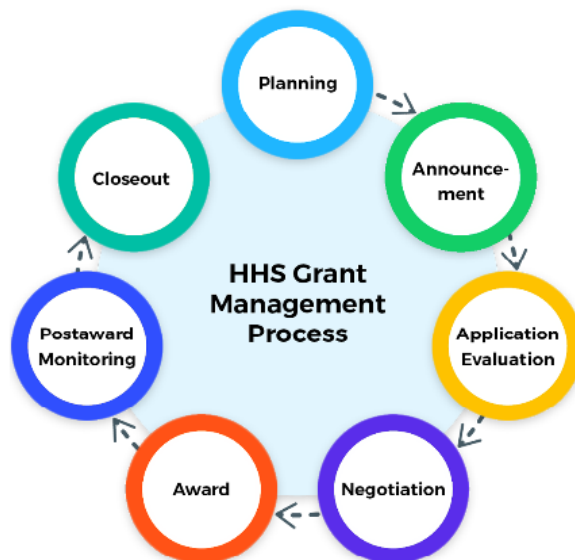 Planning
Announce-
ment
Application
Evaluation
Negotiation
Award
Postaward
Monitoring
Closeout
HHS Grant
Management
Process